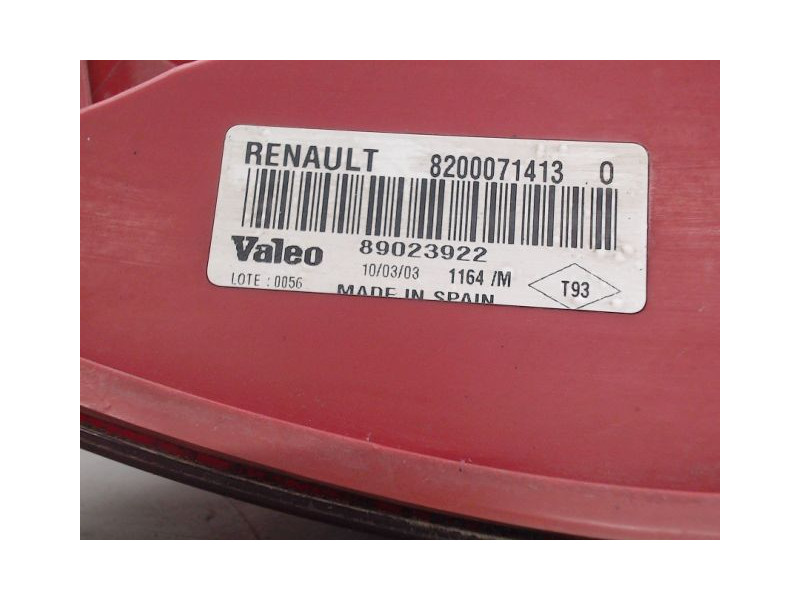 RENAULT 8200071413 0
Valeo 89023922
LOTE : 0056 10/03/03 1164 /M T93
MADE IN SPAIN